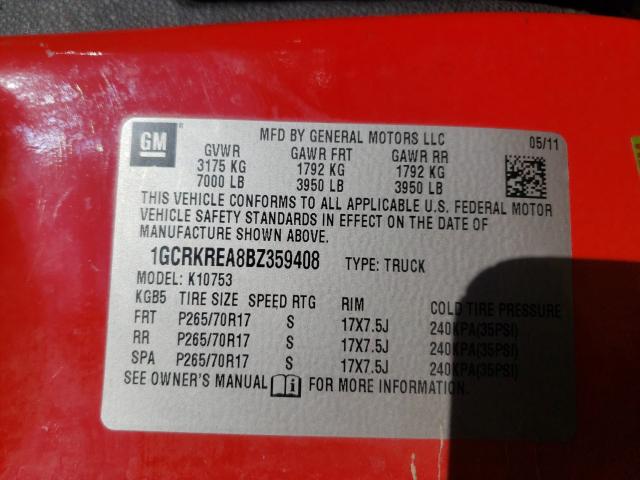 GM
MFD BY GENERAL MOTORS LLC 05/11
GVWR GAWR FRT GAWR RR
3175 KG 1792 KG 1792 KG
7000 LB 3950 LB 3950 LB
THIS VEHICLE CONFORMS TO ALL APPLICABLE U.S. FEDERAL MOTOR
VEHICLE SAFETY STANDARDS IN EFFECT ON THE DATE OF
MANUFACTURE SHOWN ABOVE.
1GCRKREA8BZ359408 TYPE: TRUCK
MODEL: K10753
KGB5 TIRE SIZE SPEED RTG RIM COLD TIRE PRESSURE
FRT P265/70R17 S 17X7.5J 240KPA(35PSI)
RR P265/70R17 S 17X7.5J 240KPA(35PSI)
SPA P265/70R17 S 17X7.5J 240KPA(35PSI)
SEE OWNER'S MANUAL FOR MORE INFORMATION.